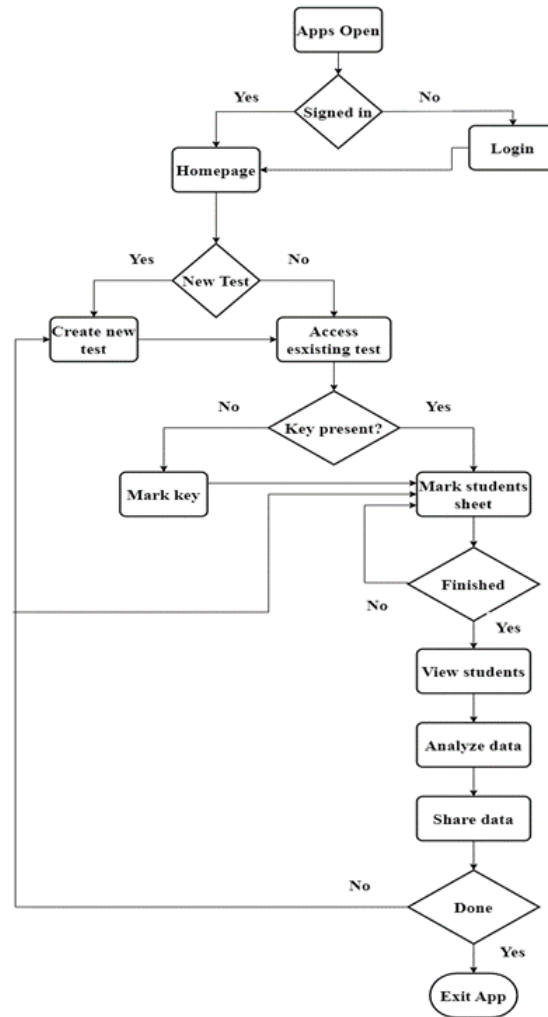 Apps Open
Yes
No
Signed in
Login
Homepage
Yes
No
New Test
Create new
test
Access
esxisting test
No
Yes
Key present?
Mark key
Mark students
sheet
Finished
No
Yes
View students
Analyze data
Share data
No
Done
Yes
Exit App